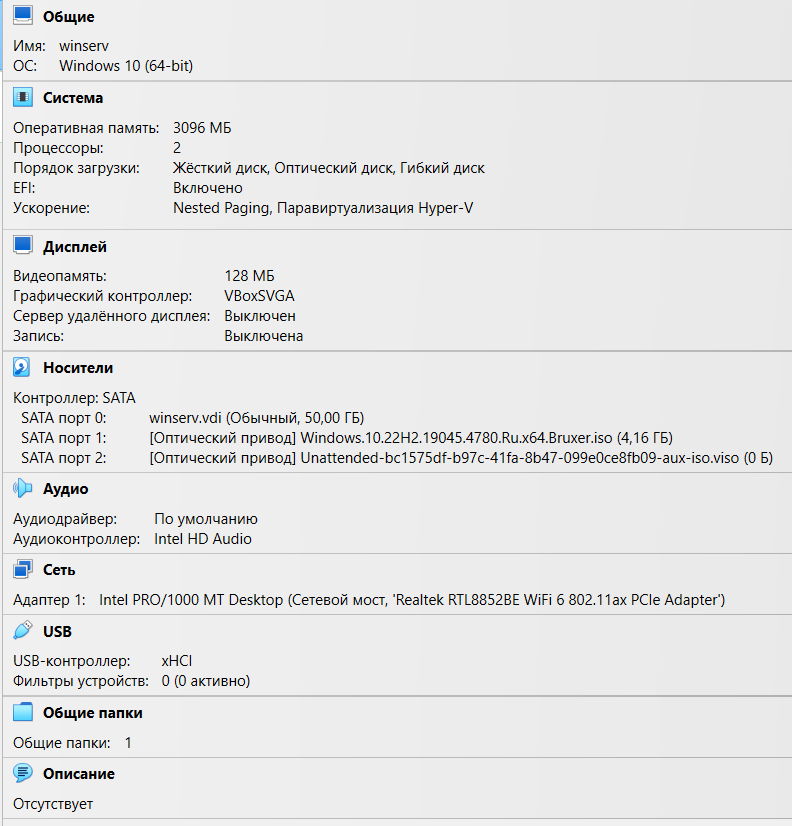 Общие
Имя: winserv
ОС: Windows 10 (64-bit)
Система
Оперативная память: 3096 МБ
Процессоры: 2
Порядок загрузки: Жёсткий диск, Оптический диск, Гибкий диск
EFI: Включено
Ускорение: Nested Paging, Паравиртуализация Hyper-V
Дисплей
Видеопамять: 128 МБ
Графический контроллер: VBoxSVGA
Сервер удалённого дисплея: Выключен
Запись: Выключена
Носители
Контроллер: SATA
SATA порт 0: winserv.vdi (Обычный, 50,00 ГБ)
SATA порт 1: [Оптический привод] Windows.10.22H2.19045.4780.Ru.x64.Bruxer.iso (4,16 ГБ)
SATA порт 2: [Оптический привод] Unattended-bc1575df-b97c-41fa-8b47-099e0ce8fb09-aux-iso.viso (0 Б)
Аудио
Аудиодрайвер: По умолчанию
Аудиоконтроллер: Intel HD Audio
Сеть
Адаптер 1: Intel PRO/1000 MT Desktop (Сетевой мост, 'Realtek RTL8852BE WiFi 6 802.11ax PCIe Adapter')
USB
USB-контроллер: xHCI
Фильтры устройств: 0 (0 активно)
Общие папки
Общие папки: 1
Описание
Отсутствует